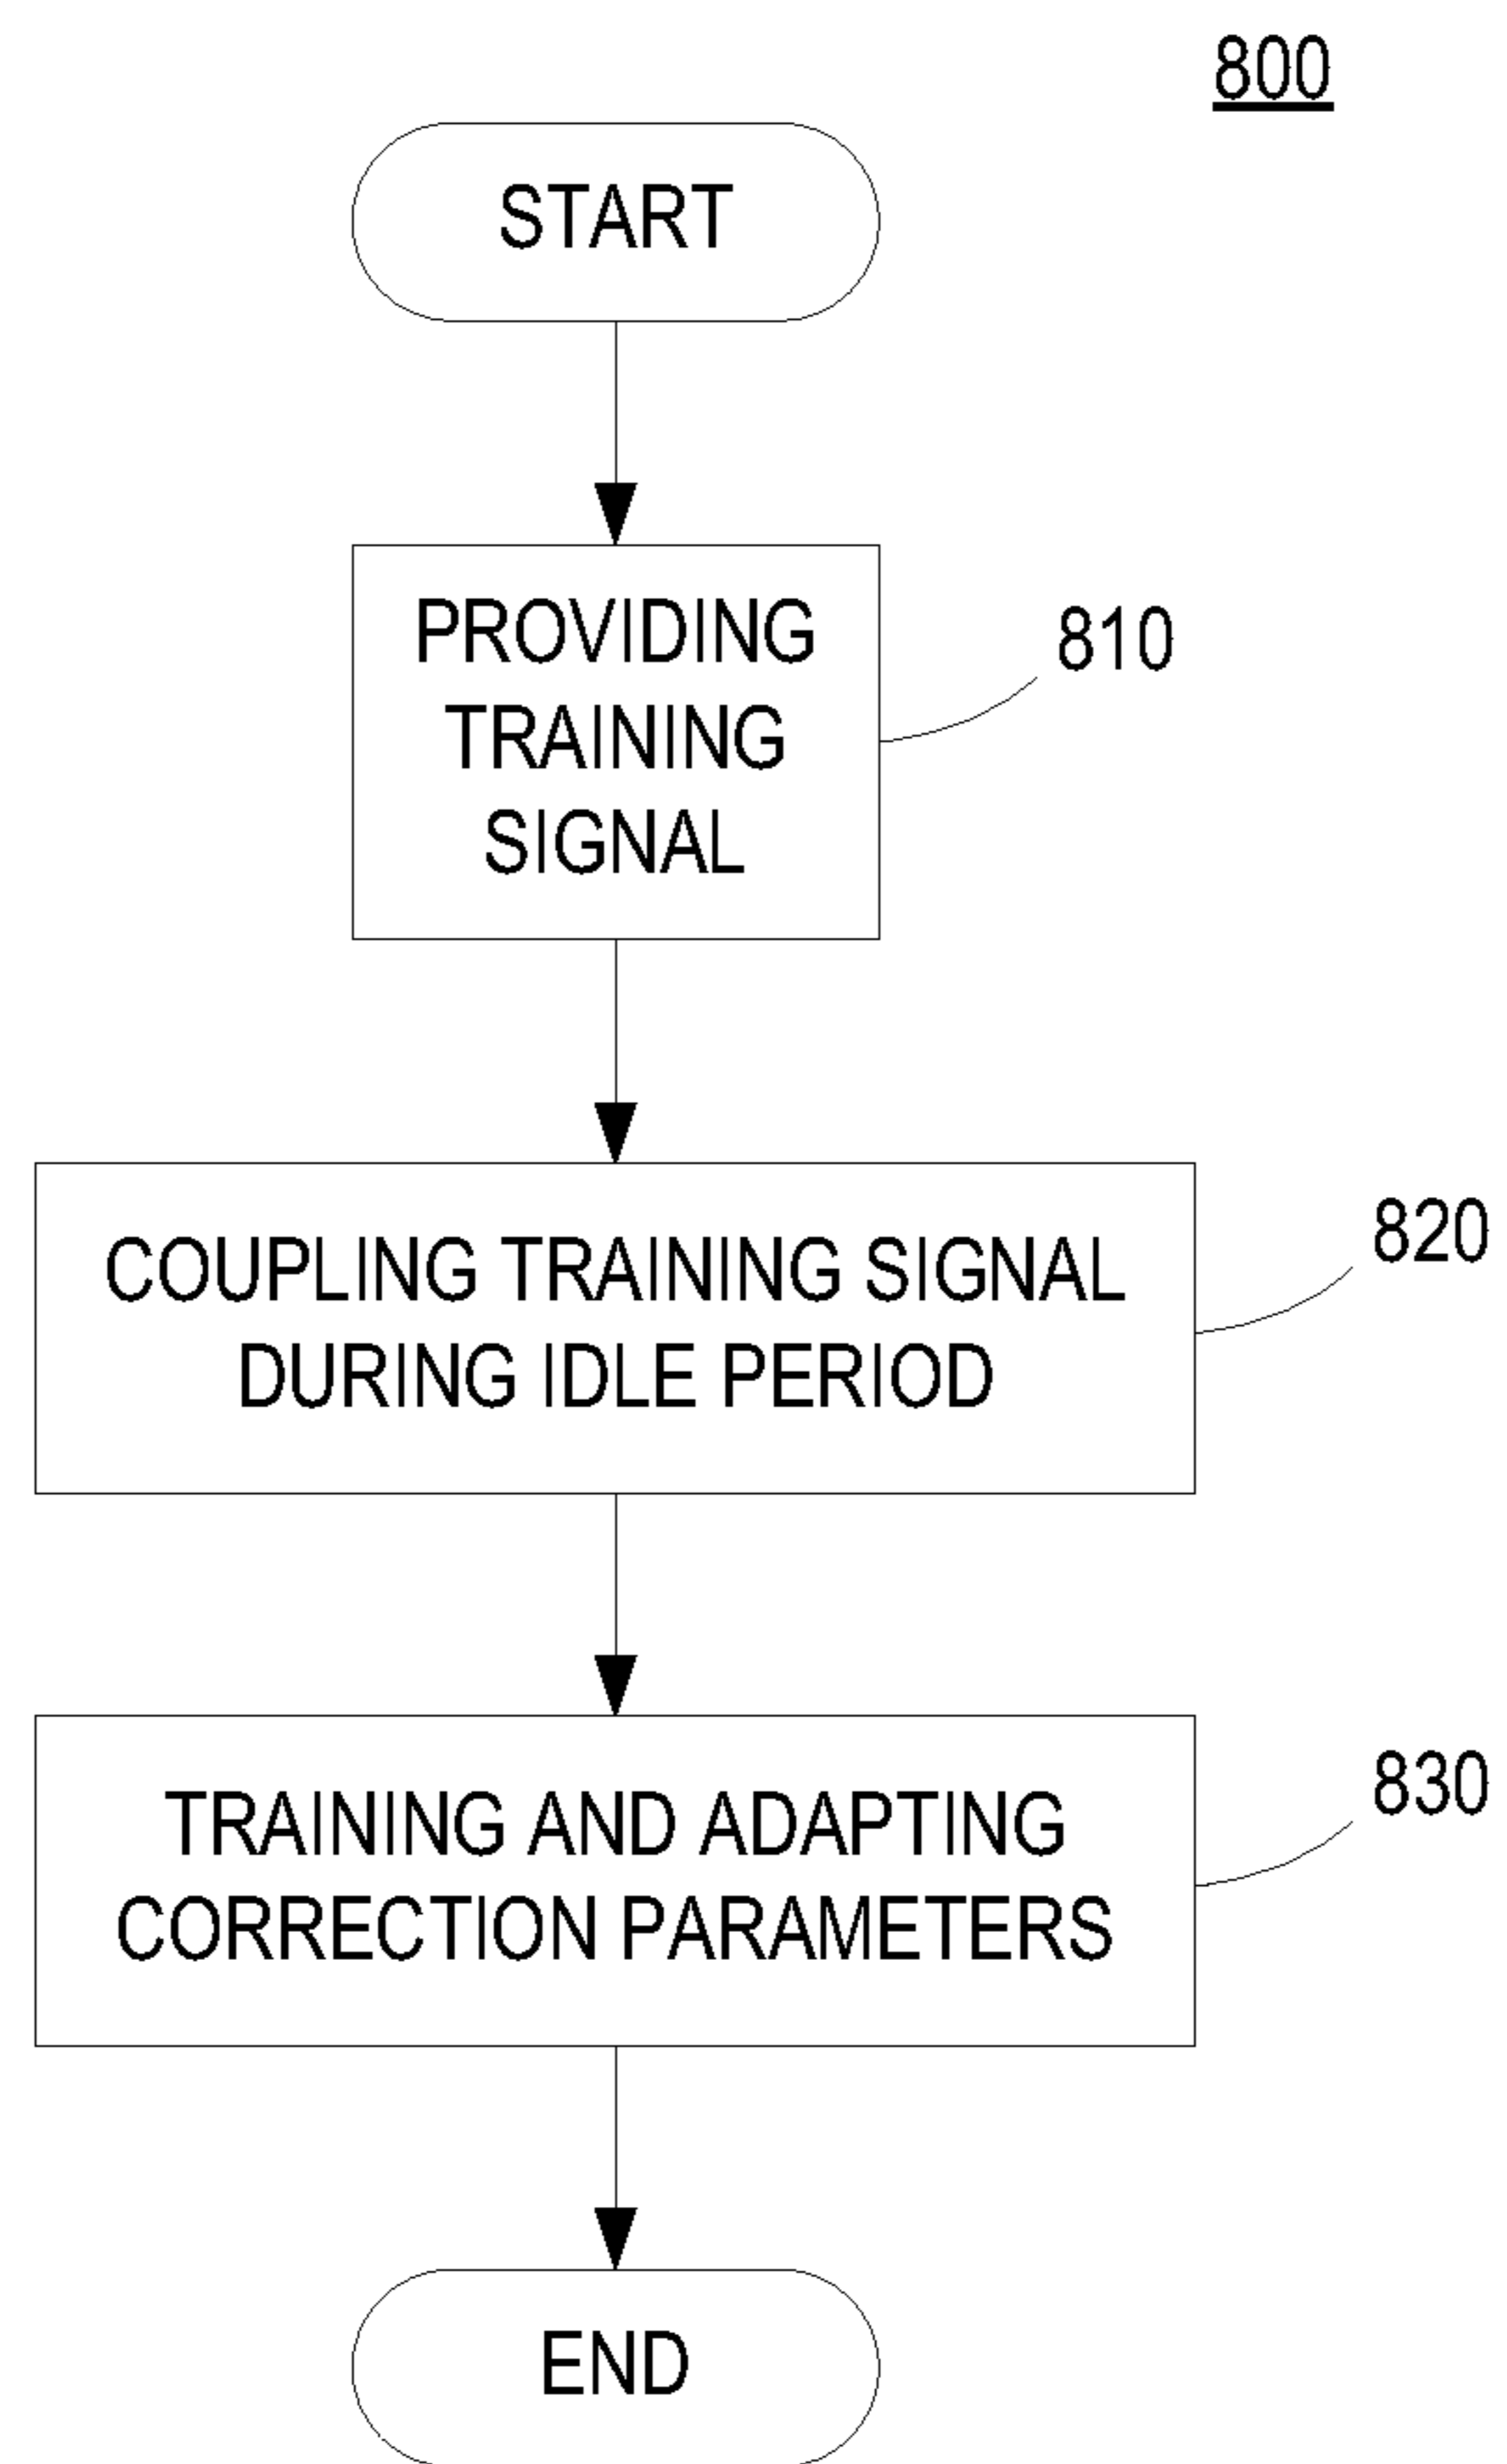 800
START
PROVIDING
TRAINING
SIGNAL
810
COUPLING TRAINING SIGNAL
DURING IDLE PERIOD
820
TRAINING AND ADAPTING
CORRECTION PARAMETERS
830
END